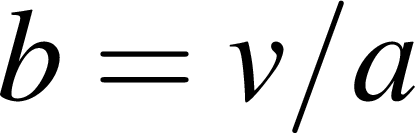 b = v/a